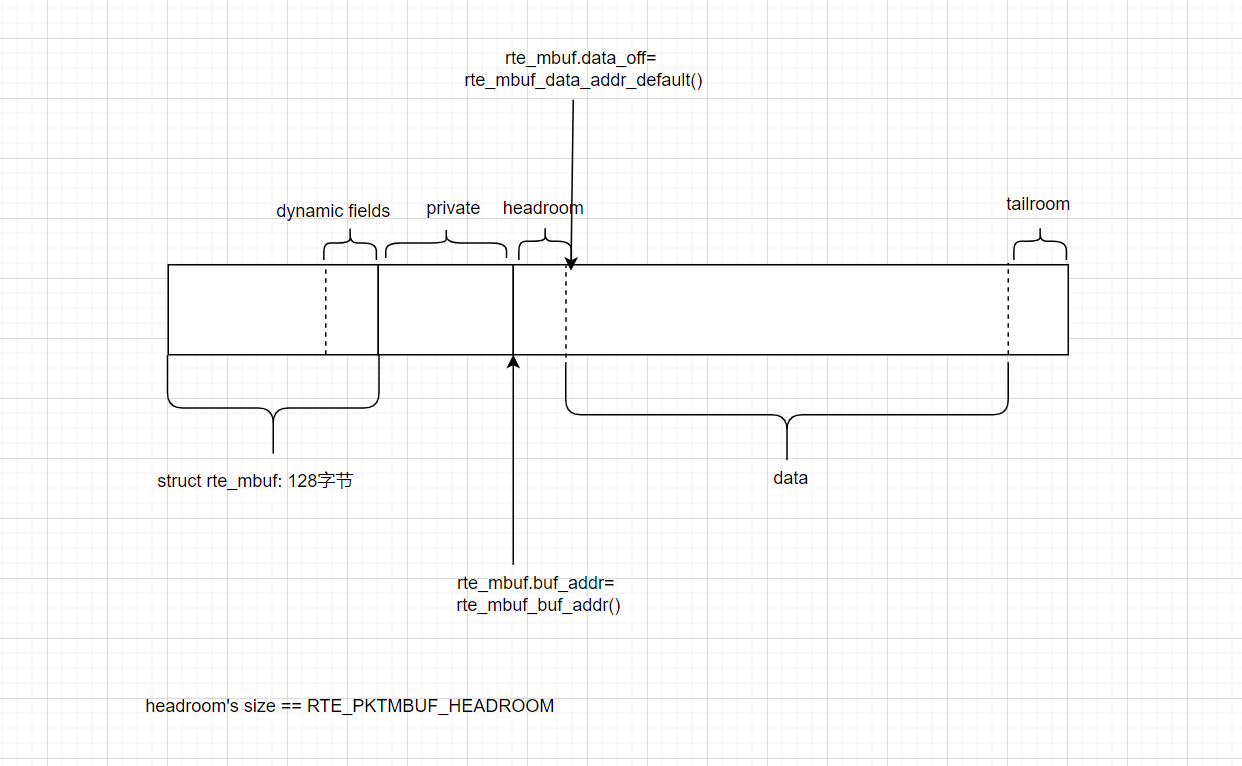 rte_mbuf.data_off=
rte_mbuf_data_addr_default()
dynamic fields
private
headroom
tailroom
struct rte_mbuf: 128字节
data
rte_mbuf.buf_addr=
rte_mbuf_buf_addr()
headroom's size == RTE_PKTMBUF_HEADROOM